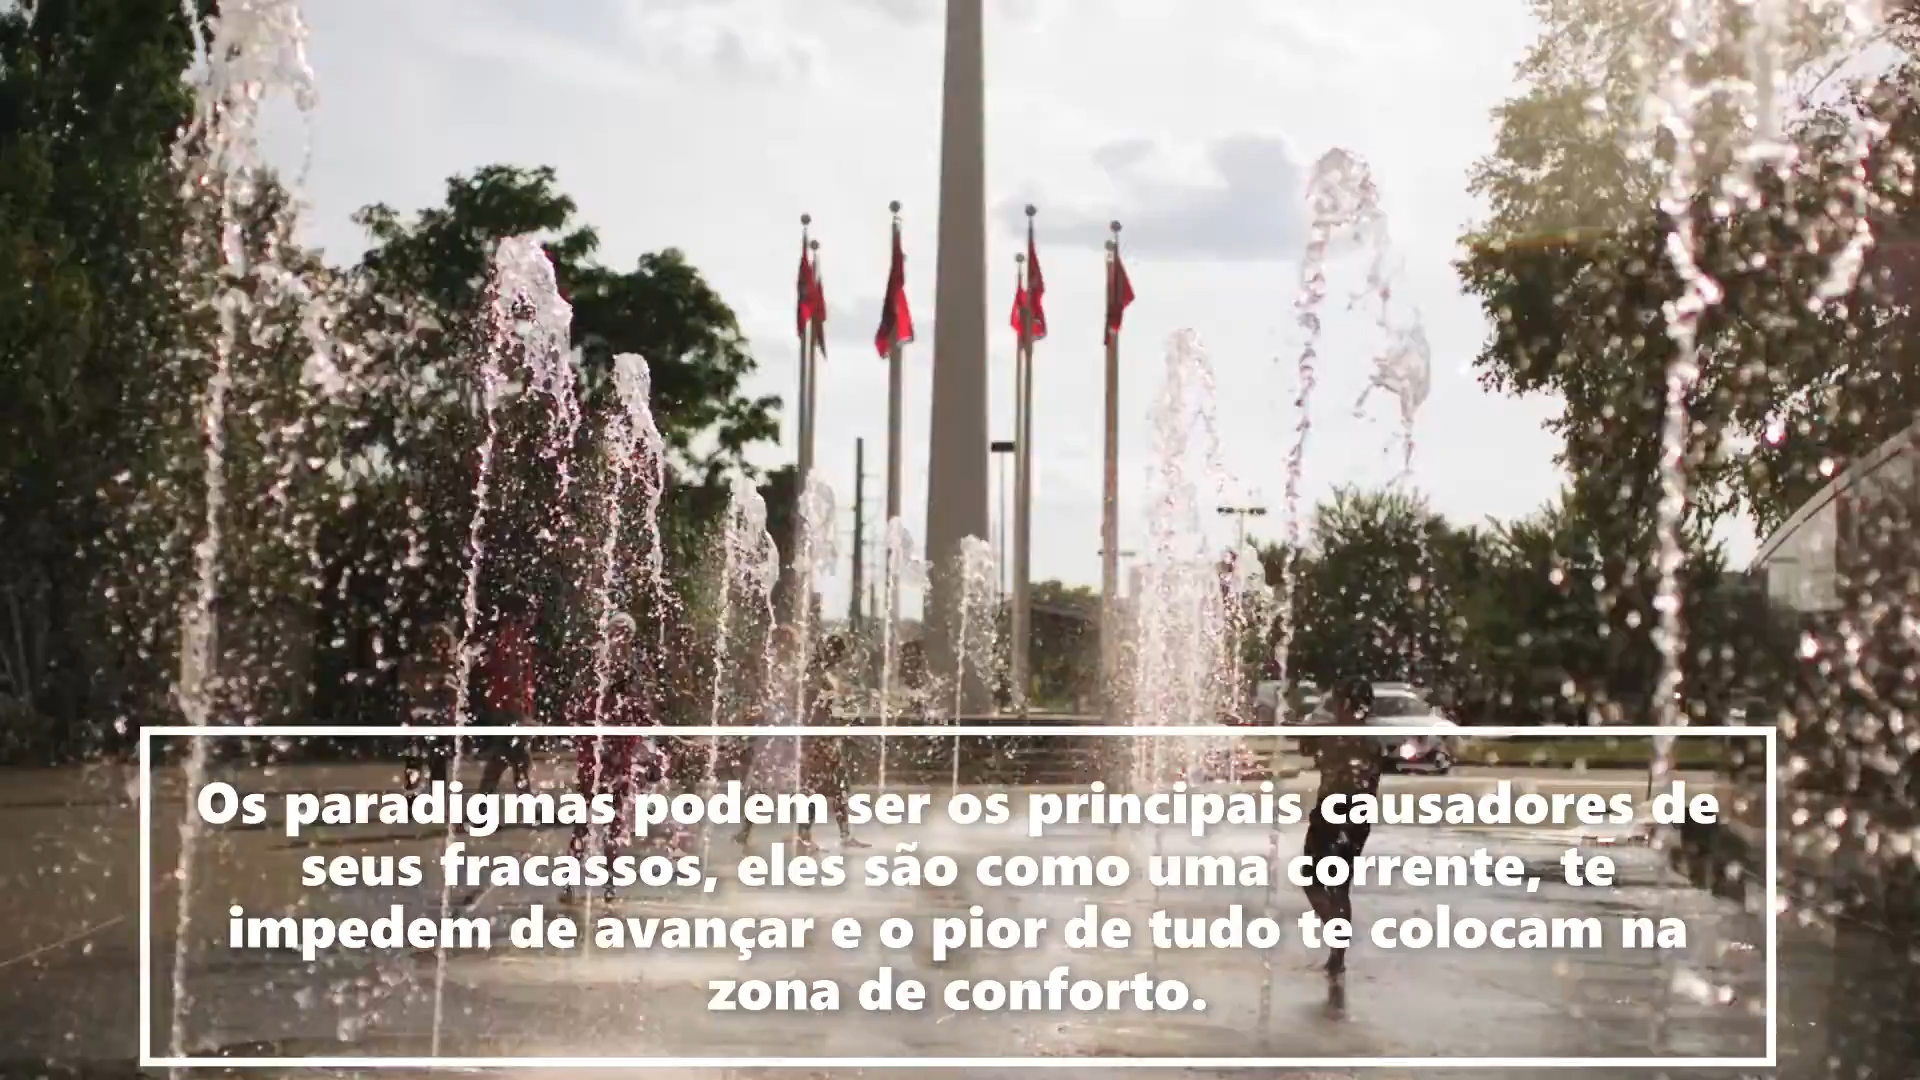 Os paradigmas podem ser os principais causadores de
seus fracassos, eles são como uma corrente, te
impedem de avançar e o pior de tudo te colocam na
zona de conforto.